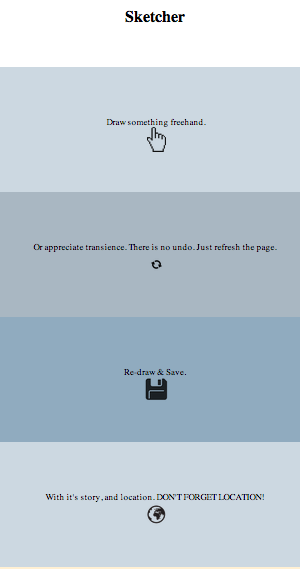 Sketcher
Draw something freehand.
Or appreciate transience. There is no undo. Just refresh the page.
Re-draw & Save.
With it's story, and location. DON'T FORGET LOCATION!